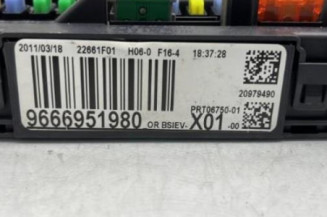 2011/03/18 22661F01 H06-0 F16-4 18:37:28
20979490
PRT06750-01
9666951980 OR BSIEV- X01 -00